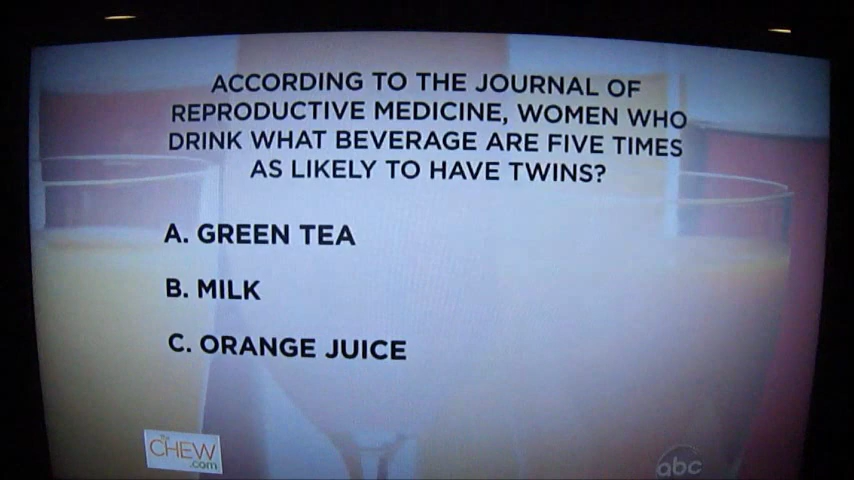 ACCORDING TO THE JOURNAL OF
REPRODUCTIVE MEDICINE, WOMEN WHO
DRINK WHAT BEVERAGE ARE FIVE TIMES
AS LIKELY TO HAVE TWINS?
A. GREEN TEA
B. MILK
C. ORANGE JUICE
the
CHEW
.com
abc